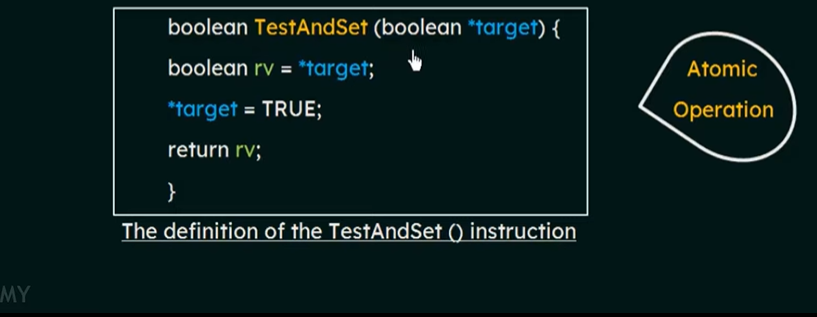 boolean TestAndSet (boolean *target) {
boolean rv = *target;
*target = TRUE;
return rv;
}
The definition of the TestAndSet () instruction
Atomic
Operation
MY